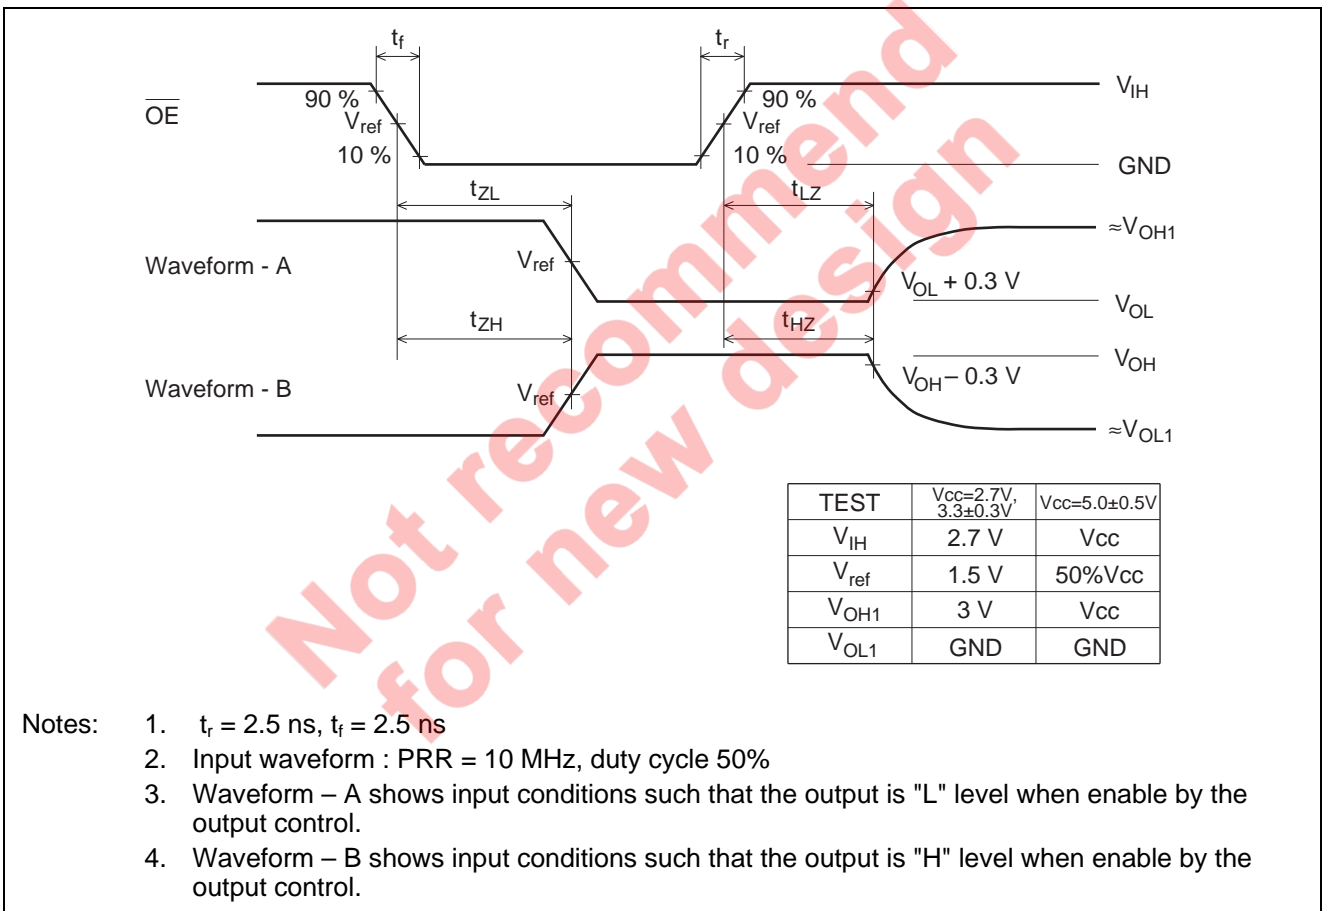 tf tr
OE 90 % 90 % VIH
Vref Vref
10 % 10 % GND
tZL tLZ
≈VOH1
Waveform - A Vref VOL + 0.3 V
VOL
tZH tHZ
VOH
Waveform - B Vref VOH – 0.3 V
≈VOL1
TEST Vcc=2.7V, 3.3±0.3V Vcc=5.0±0.5V
VIH 2.7 V Vcc
Vref 1.5 V 50%Vcc
VOH1 3 V Vcc
VOL1 GND GND
Not recommend
for new design
Notes: 1. tr = 2.5 ns, tf = 2.5 ns
2. Input waveform : PRR = 10 MHz, duty cycle 50%
3. Waveform – A shows input conditions such that the output is "L" level when enable by the
output control.
4. Waveform – B shows input conditions such that the output is "H" level when enable by the
output control.